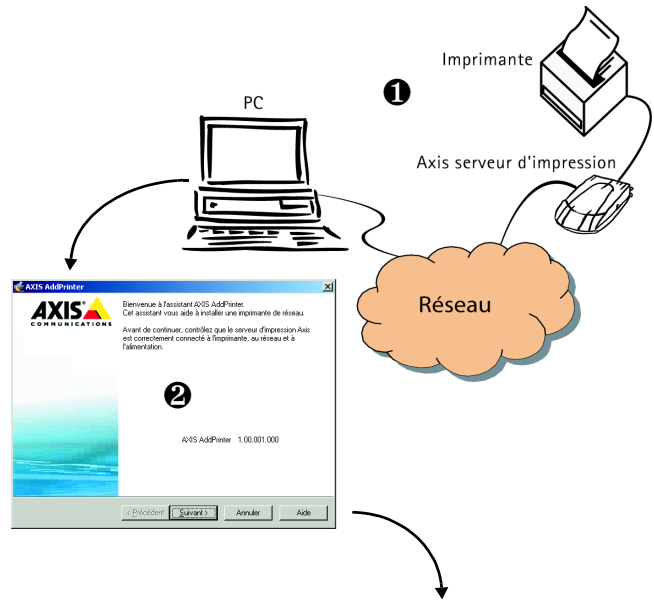 Imprimante
❶
PC
Axis serveur d'impression
Réseau
AXIS AddPrinter
AXIS
COMMUNICATIONS
Bienvenue à l'assistant AXIS AddPrinter.
Cet assistant vous aide à installer une imprimante de réseau.
Avant de continuer, contrôlez que le serveur d'impression Axis
est correctement connecté à l'imprimante, au réseau et à
l'alimentation.
❷
AXIS AddPrinter 1.00.001.000
< Précédent Suivant > Annuler Aide